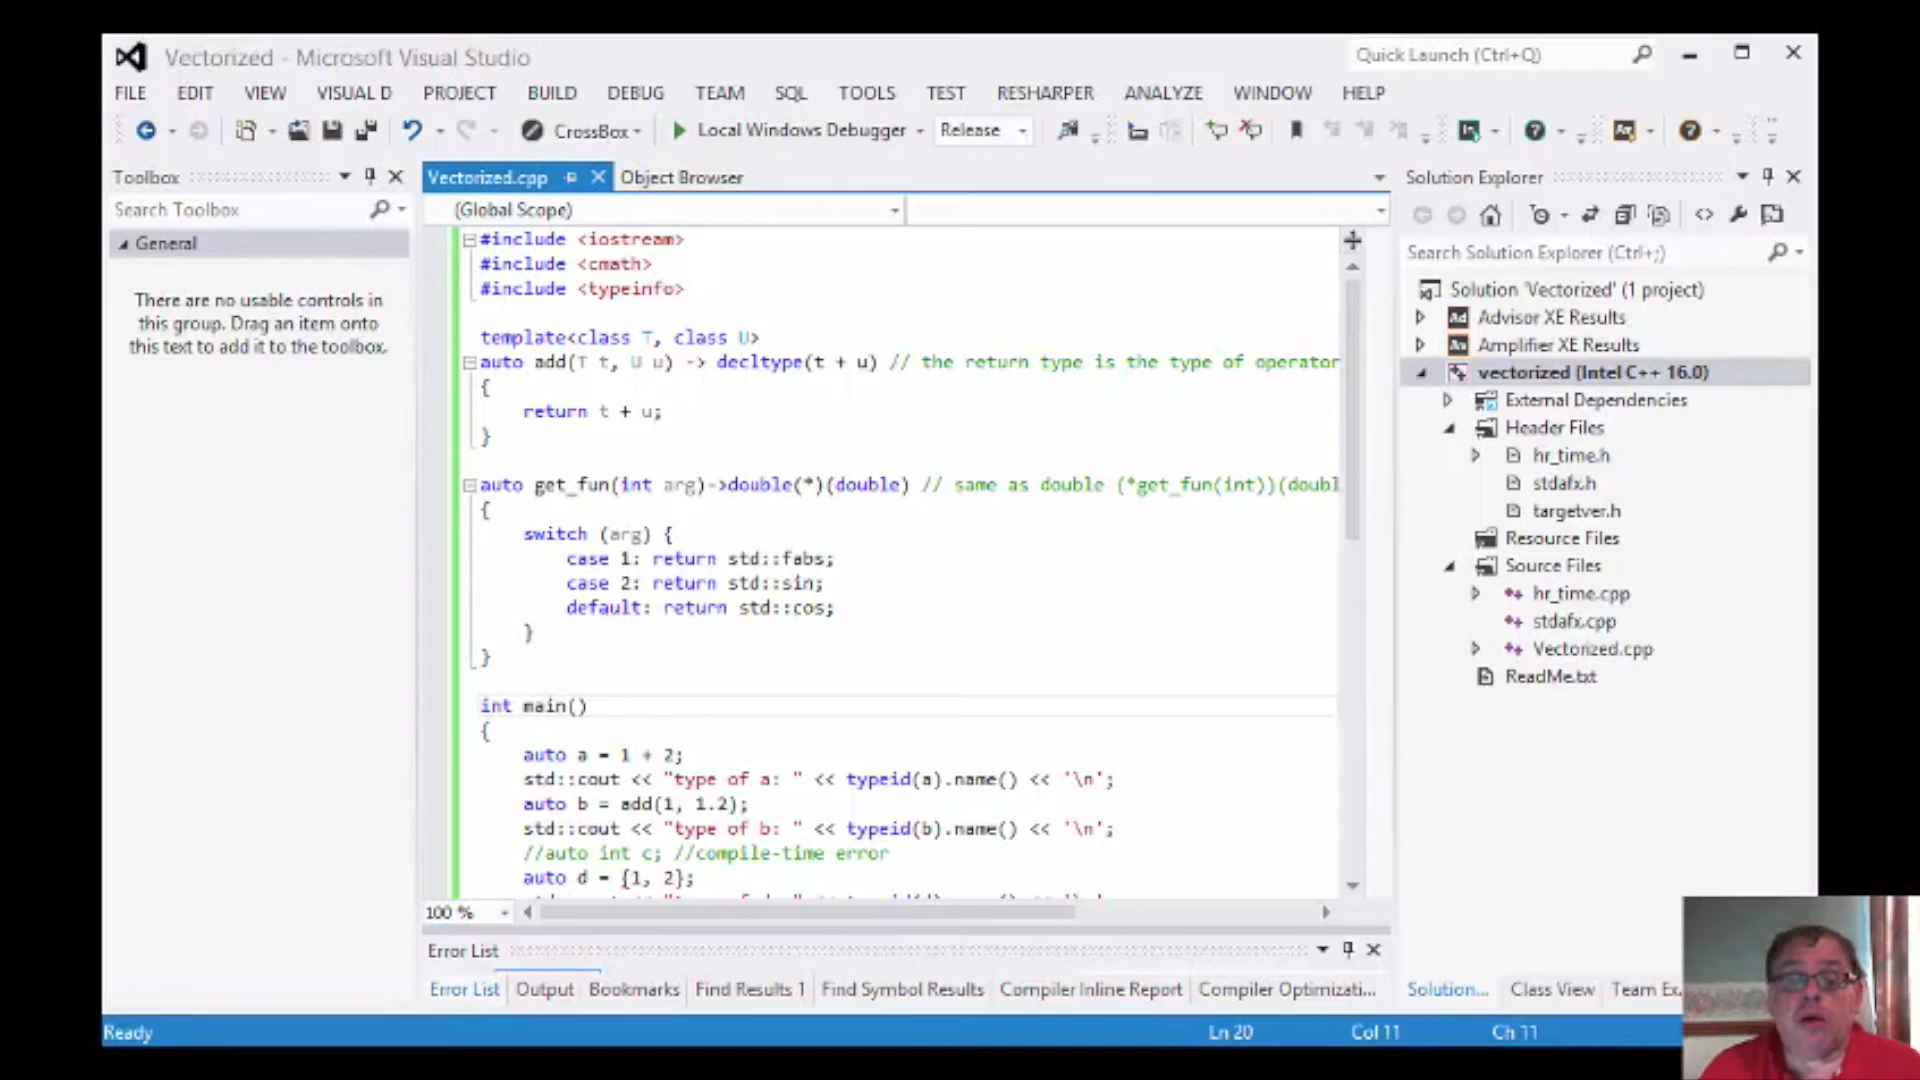 Vectorized - Microsoft Visual Studio
Quick Launch (Ctrl+Q)
FILE EDIT VIEW VISUAL D PROJECT BUILD DEBUG TEAM SQL TOOLS TEST RESHARPER ANALYZE WINDOW HELP
CrossBox Local Windows Debugger Release
Toolbox
Search Toolbox
General
There are no usable controls in
this group. Drag an item onto
this text to add it to the toolbox.
Vectorized.cpp Object Browser
(Global Scope)
#include <iostream>
#include <cmath>
#include <typeinfo>
template<class T, class U>
auto add(T t, U u) -> decltype(t + u) // the return type is the type of operator
{
return t + u;
}
auto get_fun(int arg)->double(*)(double) // same as double (*get_fun(int))(doubl
{
switch (arg) {
case 1: return std::fabs;
case 2: return std::sin;
default: return std::cos;
}
}
int main()
{
auto a = 1 + 2;
std::cout << "type of a: " << typeid(a).name() << '\n';
auto b = add(1, 1.2);
std::cout << "type of b: " << typeid(b).name() << '\n';
//auto int c; //compile-time error
auto d = {1, 2};
100 %
Error List
Error List Output Bookmarks Find Results 1 Find Symbol Results Compiler Inline Report Compiler Optimizati...
Solution Explorer
Search Solution Explorer (Ctrl+;)
Solution 'Vectorized' (1 project)
Advisor XE Results
Amplifier XE Results
vectorized (Intel C++ 16.0)
External Dependencies
Header Files
hr_time.h
stdafx.h
targetver.h
Resource Files
Source Files
hr_time.cpp
stdafx.cpp
Vectorized.cpp
ReadMe.txt
Solution... Class View Team Ex
Ready Ln 20 Col 11 Ch 11